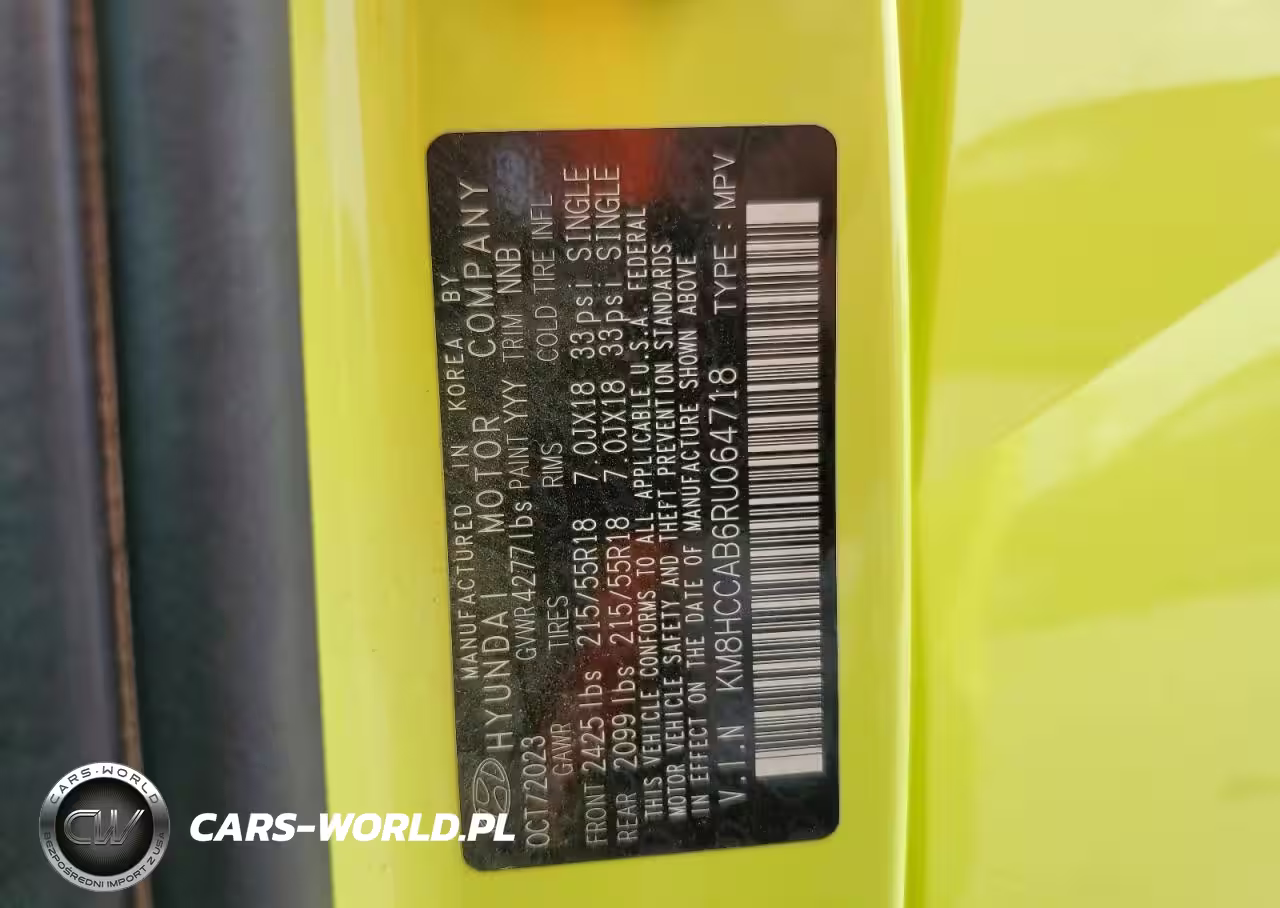 MANUFACTURED IN KOREA BY
HYUNDAI MOTOR COMPANY
OCT/2023 GVWR4277lbs PAINT YYY TRIM NNB
GAWR TIRES RIMS COLD TIRE INFL
FRONT 2425lbs 215/55R18 7.0JX18 33psi SINGLE
REAR 2099lbs 215/55R18 7.0JX18 33psi SINGLE
THIS VEHICLE CONFORMS TO ALL APPLICABLE U.S.A. FEDERAL
MOTOR VEHICLE SAFETY AND THEFT PREVENTION STANDARDS
IN EFFECT ON THE DATE OF MANUFACTURE SHOWN ABOVE
V.I.N KM8HCCAB6RU064718 TYPE : MPV
CARS-WORLD
CW
BEZPOŚREDNI IMPORT Z USA
CARS-WORLD.PL